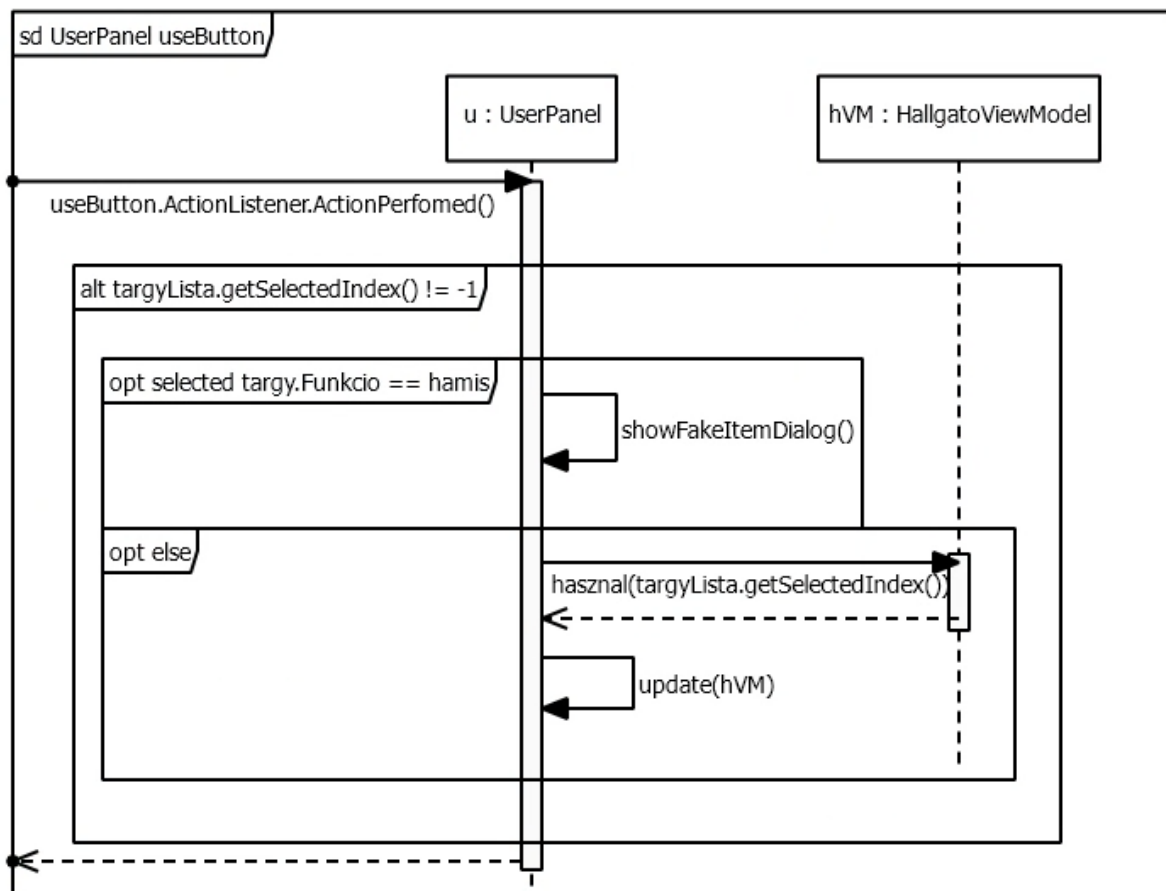 sd UserPanel useButton
u : UserPanel
hVM : HallgatoViewModel
useButton.ActionListener.ActionPerfomed()
alt targyLista.getSelectedIndex() != -1
opt selected targy.Funkcio == hamis
showFakeItemDialog()
opt else
hasznal(targyLista.getSelectedIndex())
update(hVM)